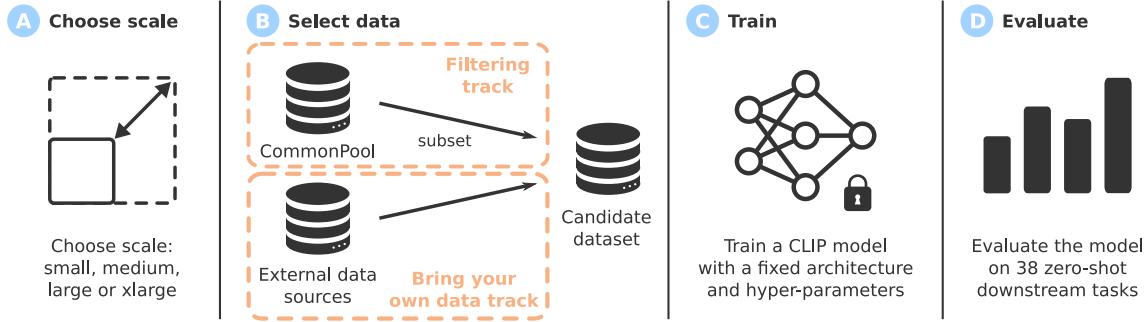 A Choose scale
Choose scale:
small, medium,
large or xlarge
B Select data
Filtering
track
CommonPool
subset
External data
sources
Bring your
own data track
Candidate
dataset
C Train
Train a CLIP model
with a fixed architecture
and hyper-parameters
D Evaluate
Evaluate the model
on 38 zero-shot
downstream tasks